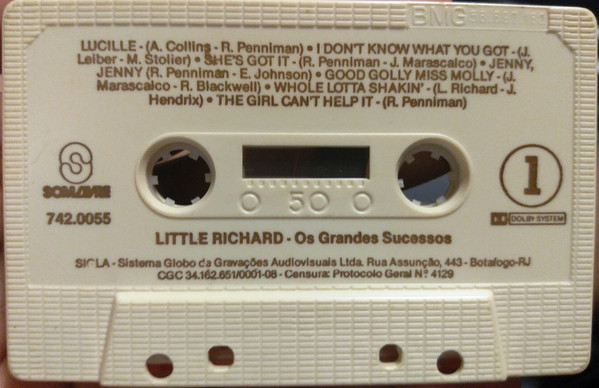 BMG
LUCILLE - (A. Collins - R. Penniman) • I DON'T KNOW WHAT YOU GOT - (J.
Leiber - M. Stolier) • SHE'S GOT IT - (R. Penniman - J. Marascalco) • JENNY,
JENNY (R. Penniman - E. Johnson) • GOOD GOLLY MISS MOLLY - (J.
Marascalco - R. Blackwell) • WHOLE LOTTA SHAKIN' - (L. Richard - J.
Hendrix) • THE GIRL CAN'T HELP IT - (R. Penniman)
SOM LIVRE
742.0055
50
1
DOLBY SYSTEM
LITTLE RICHARD - Os Grandes Sucessos
SIGLA - Sistema Globo de Gravações Audiovisuais Ltda. Rua Assunção, 443 - Botafogo-RJ
CGC 34.162.651/0001-08 - Censura: Protocolo Geral Nº 4129